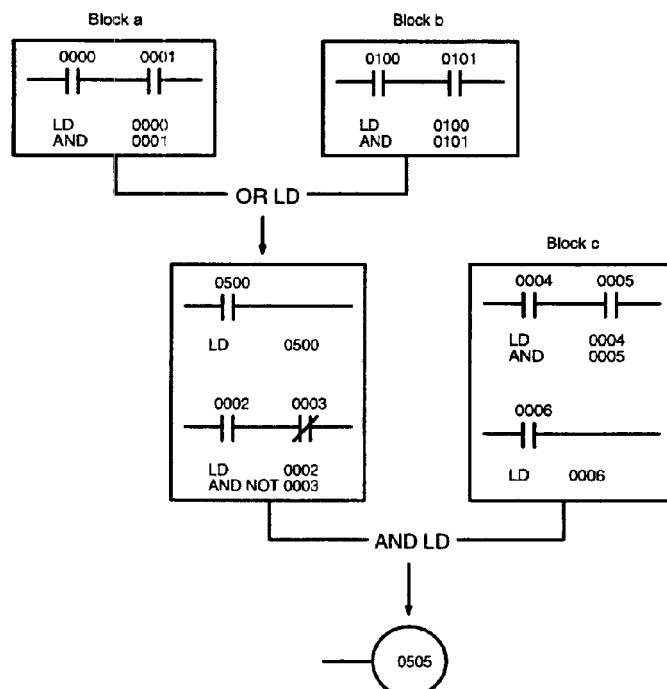 Block a
Block b
0000 0001
LD 0000
AND 0001
0100 0101
LD 0100
AND 0101
OR LD
Block c
0500
LD 0500
0002 0003
LD 0002
AND NOT 0003
0004 0005
LD 0004
AND 0005
0006
LD 0006
AND LD
0505